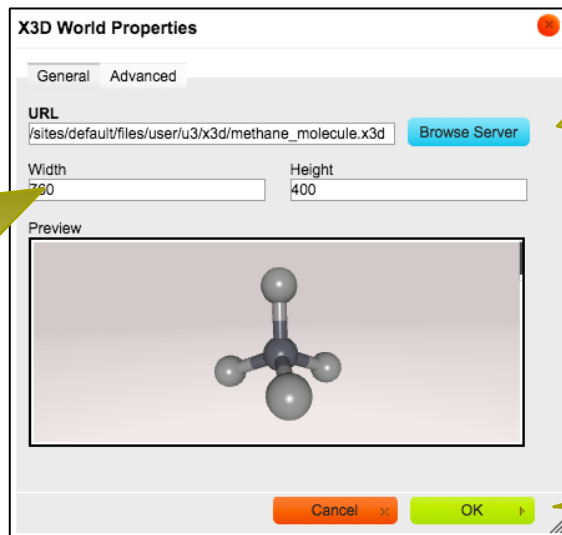 X3D World Properties
General Advanced
URL
/sites/default/files/user/u3/x3d/methane_molecule.x3d Browse Server
Width Height
760 400
Preview
Cancel OK